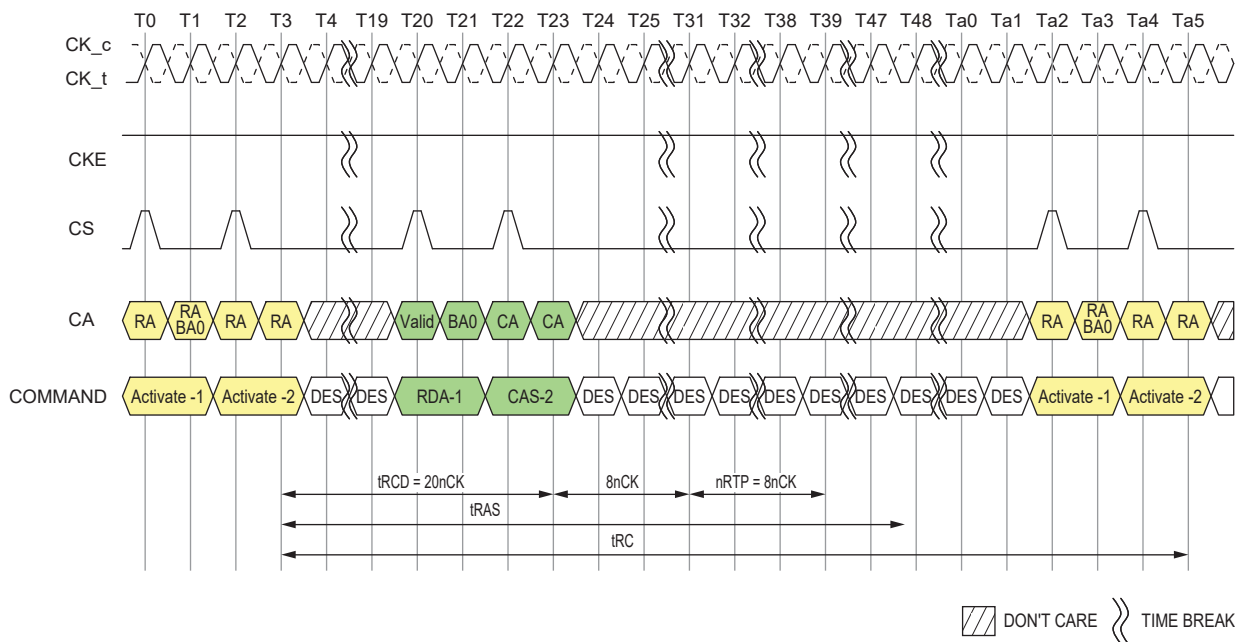 T0 T1 T2 T3 T4 T19 T20 T21 T22 T23 T24 T25 T31 T32 T38 T39 T47 T48 Ta0 Ta1 Ta2 Ta3 Ta4 Ta5
CK_c
CK_t
CKE
CS
CA RA RA BA0 RA RA Valid BA0 CA CA RA RA BA0 RA RA
COMMAND Activate -1 Activate -2 DES DES RDA-1 CAS-2 DES DES DES DES DES DES DES DES DES DES Activate -1 Activate -2
tRCD = 20nCK 8nCK nRTP = 8nCK
tRAS
tRC
DON'T CARE TIME BREAK